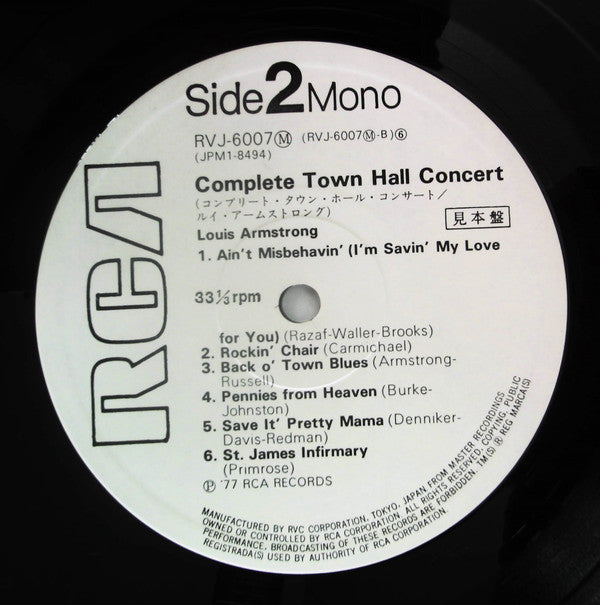 Side 2 Mono
RVJ-6007Ⓜ (RVJ-6007Ⓜ-B)⑥
(JPM1-8494)
RCA
Complete Town Hall Concert
(コンプリート・タウン・ホール・コンサート/
ルイ・アームストロング)
見本盤
Louis Armstrong
1. Ain't Misbehavin' (I'm Savin' My Love
33⅓ rpm
for You) (Razaf-Waller-Brooks)
2. Rockin' Chair (Carmichael)
3. Back o' Town Blues (Armstrong-
Russell)
4. Pennies from Heaven (Burke-
Johnston)
5. Save It' Pretty Mama (Denniker-
Davis-Redman)
6. St. James Infirmary
(Primrose)
Ⓟ '77 RCA RECORDS
MANUFACTURED BY RVC CORPORATION, TOKYO, JAPAN FROM MASTER RECORDINGS
OWNED OR CONTROLLED BY RCA CORPORATION. ALL RIGHTS RESERVED. COPYING, PUBLIC
PERFORMANCE, BROADCASTING OF THESE RECORDS ARE FORBIDDEN. TM(S) ® REG MARCA(S)
REGISTRADA(S) USED BY AUTHORITY OF RCA CORPORATION.